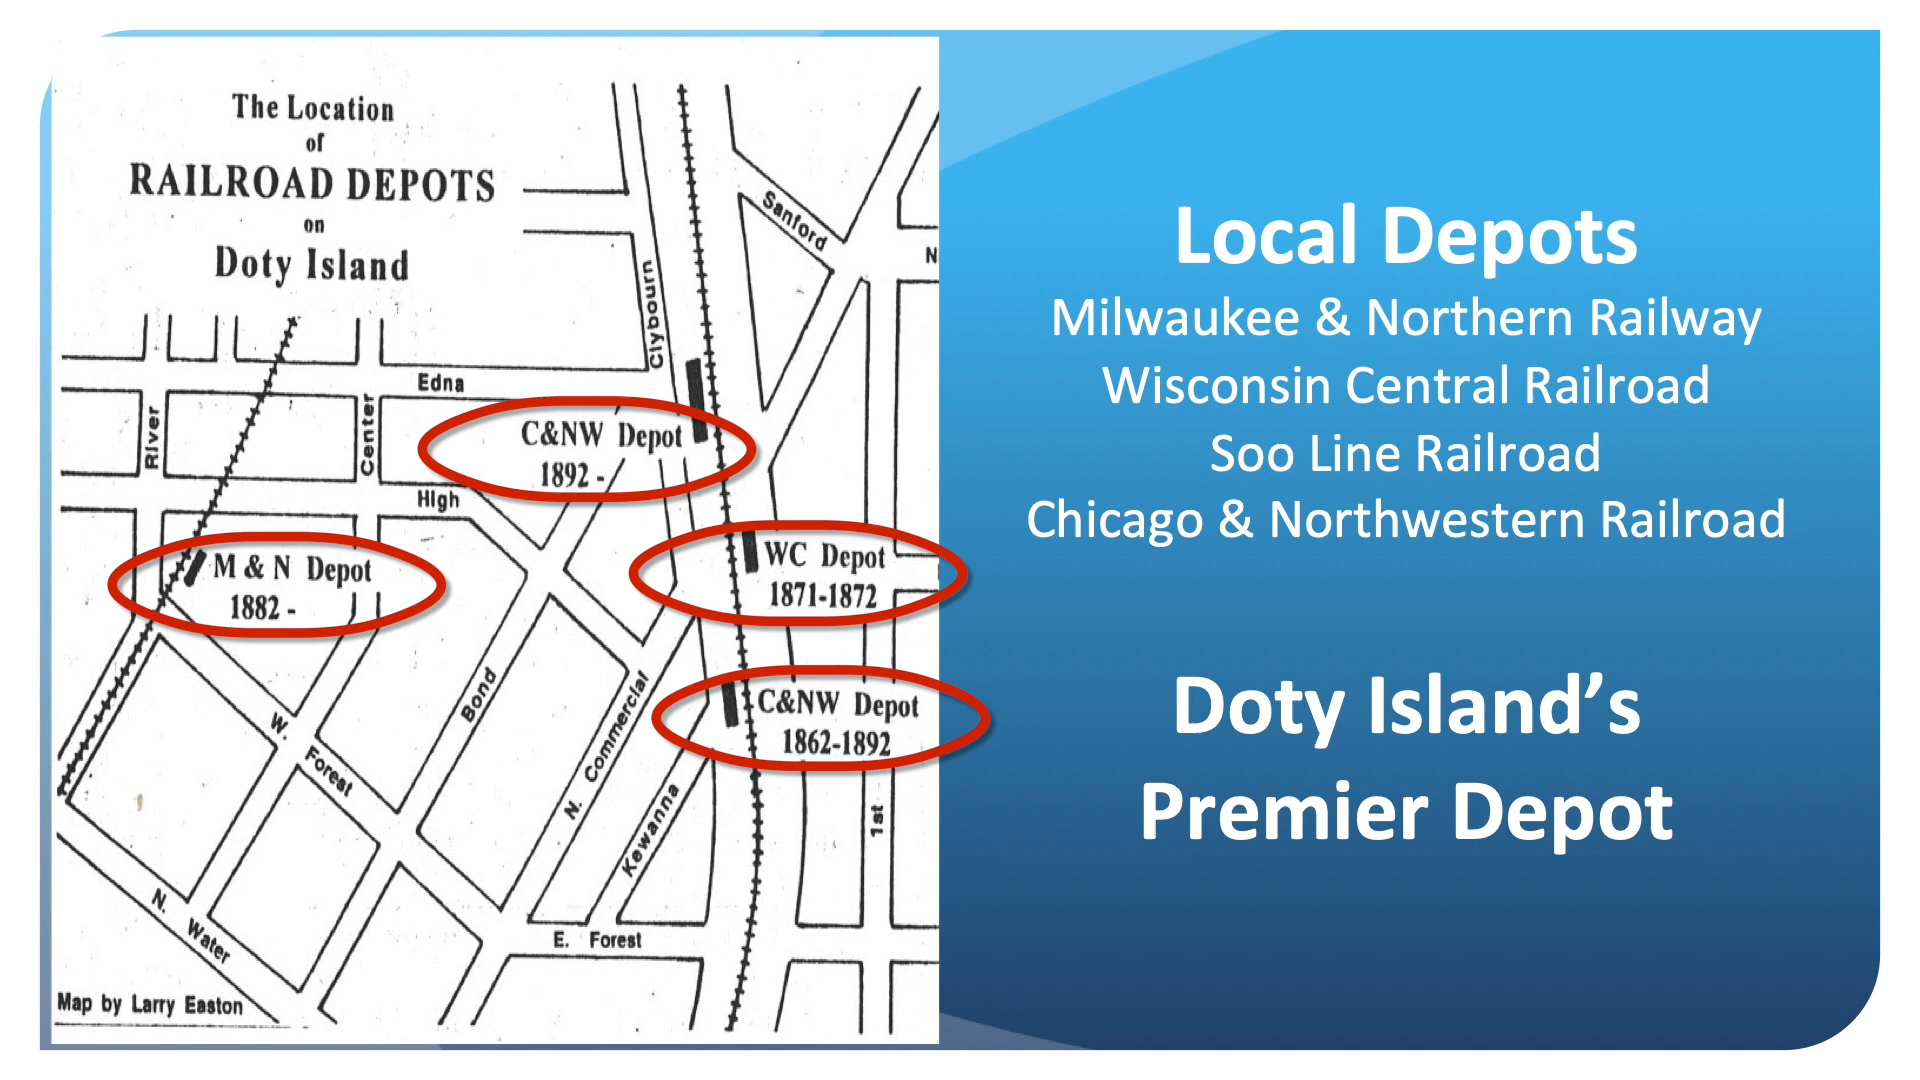 The Location
of
RAILROAD DEPOTS
on
Doty Island
Sanford
N
Clybourn
Edna
River
Center
C&NW Depot
1892 -
High
M & N Depot
1882 -
WC Depot
1871-1872
C&NW Depot
1862-1892
Bond
N. Commercial
W. Forest
Kewanna
1st
N. Water
E. Forest
Map by Larry Easton
Local Depots
Milwaukee & Northern Railway
Wisconsin Central Railroad
Soo Line Railroad
Chicago & Northwestern Railroad
Doty Island’s
Premier Depot